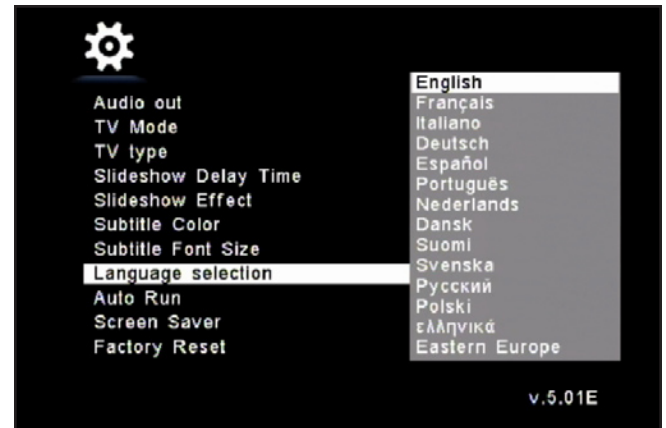 Audio out
TV Mode
TV type
Slideshow Delay Time
Slideshow Effect
Subtitle Color
Subtitle Font Size
Language selection
Auto Run
Screen Saver
Factory Reset
English
Français
Italiano
Deutsch
Español
Português
Nederlands
Dansk
Suomi
Svenska
Русский
Polski
ελληνικά
Eastern Europe
v.5.01E